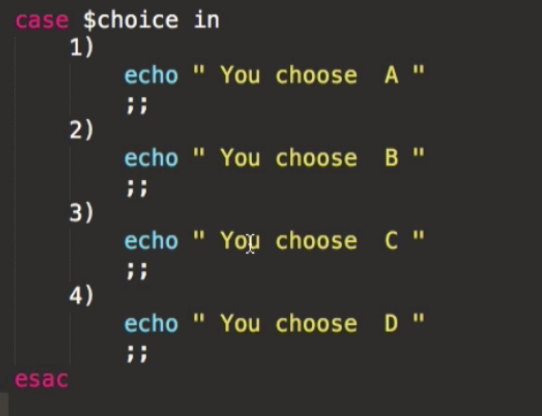 case $choice in
    1)
        echo " You choose  A "
        ;;
    2)
        echo " You choose  B "
        ;;
    3)
        echo " You choose  C "
        ;;
    4)
        echo " You choose  D "
        ;;
esac